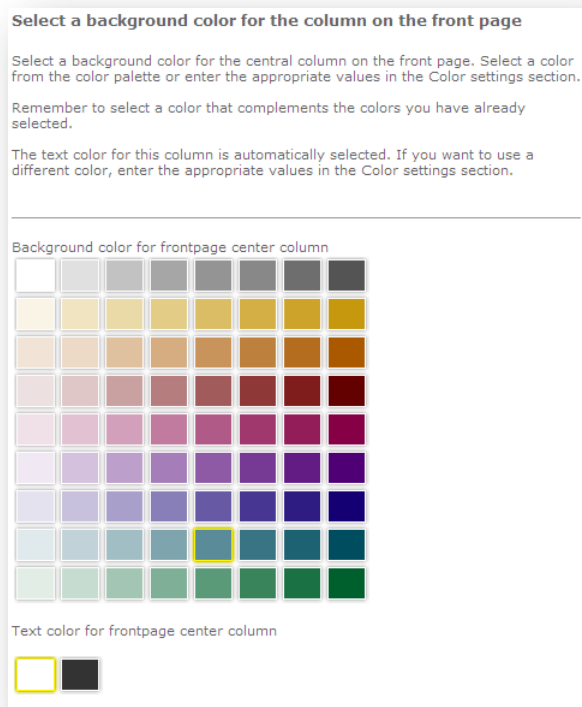 Select a background color for the column on the front page
Select a background color for the central column on the front page. Select a color
from the color palette or enter the appropriate values in the Color settings section.
Remember to select a color that complements the colors you have already
selected.
The text color for this column is automatically selected. If you want to use a
different color, enter the appropriate values in the Color settings section.
Background color for frontpage center column
Text color for frontpage center column